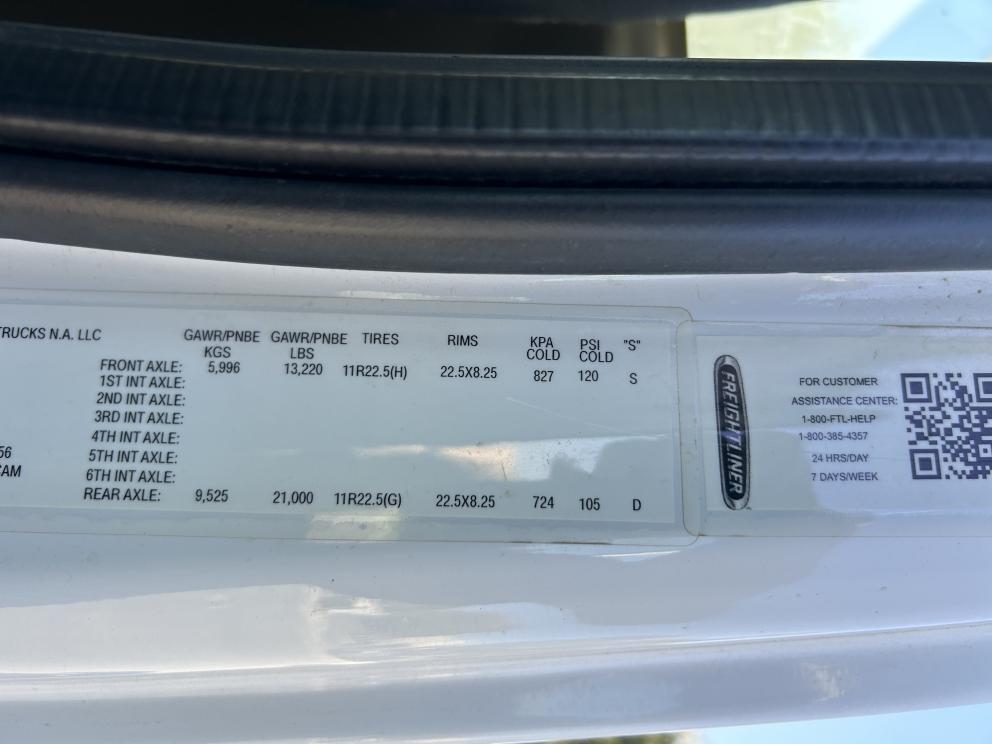 TRUCKS N.A. LLC
GAWR/PNBE KGS GAWR/PNBE LBS TIRES RIMS KPA COLD PSI COLD "S"
FRONT AXLE: 5,996 13,220 11R22.5(H) 22.5X8.25 827 120 S
1ST INT AXLE:
2ND INT AXLE:
3RD INT AXLE:
4TH INT AXLE:
5TH INT AXLE:
6TH INT AXLE:
REAR AXLE: 9,525 21,000 11R22.5(G) 22.5X8.25 724 105 D
56
CAM
FREIGHTLINER
FOR CUSTOMER
ASSISTANCE CENTER:
1-800-FTL-HELP
1-800-385-4357
24 HRS/DAY
7 DAYS/WEEK